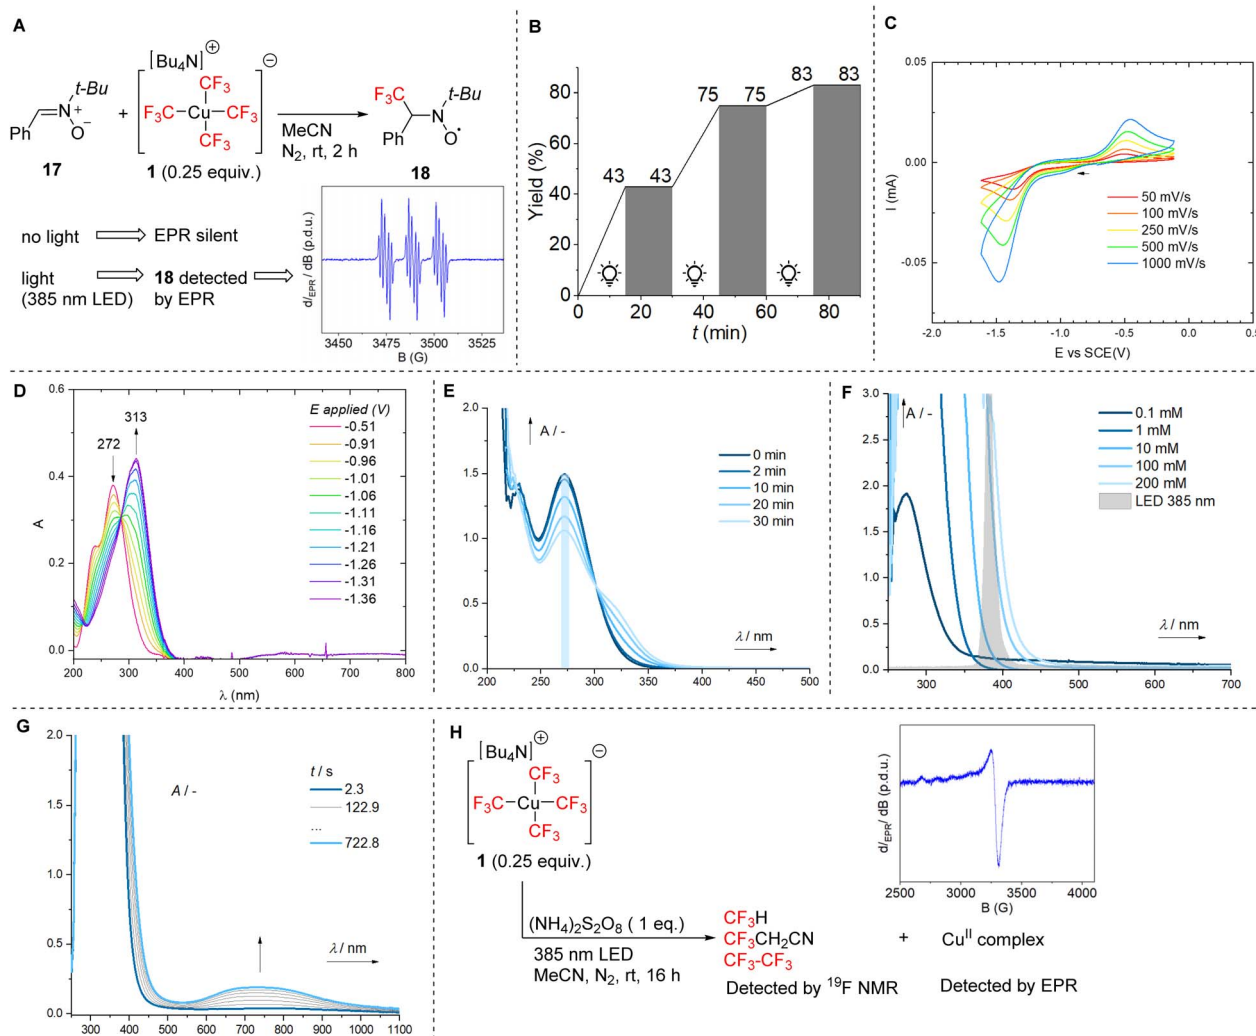 A
[Bu4N]⊕ ⊖
CF3
F3C—Cu—CF3
CF3
1 (0.25 equiv.)
t-Bu
N+
O−
Ph
17
+
MeCN
N2, rt, 2 h
F3C
t-Bu
N
O•
Ph
18
no light ⇒ EPR silent
light ⇒ 18 detected ⇒
(385 nm LED) by EPR
d/EPR/ dB (p.d.u.)
3450 3475 3500 3525
B (G)
B
Yield (%)
80
60
40
20
0
43 43
75 75
83 83
0 20 40 60 80
t (min)
C
I (mA)
0.05
0.00
-0.05
50 mV/s
100 mV/s
250 mV/s
500 mV/s
1000 mV/s
-2.0 -1.5 -1.0 -0.5 0.0 0.5
E vs SCE(V)
D
A
0.6
0.4
0.2
0.0
272
313
E applied (V)
-0.51
-0.91
-0.96
-1.01
-1.06
-1.11
-1.16
-1.21
-1.26
-1.31
-1.36
200 300 400 500 600 700 800
λ (nm)
E
2.0
1.5
1.0
0.5
0.0
A / -
0 min
2 min
10 min
20 min
30 min
λ / nm
200 250 300 350 400 450 500
F
3.0
2.5
2.0
1.5
1.0
0.5
0.0
A / -
0.1 mM
1 mM
10 mM
100 mM
200 mM
LED 385 nm
λ / nm
300 400 500 600 700
G
2.0
1.5
1.0
0.5
0.0
A / -
t / s
2.3
122.9
...
722.8
λ / nm
300 400 500 600 700 800 900 1000 1100
H
[Bu4N]⊕ ⊖
CF3
F3C—Cu—CF3
CF3
1 (0.25 equiv.)
(NH4)2S2O8 ( 1 eq.)
385 nm LED
MeCN, N2, rt, 16 h
CF3H
CF3CH2CN
CF3-CF3
Detected by 19F NMR
+
CuII complex
Detected by EPR
d/EPR/ dB (p.d.u.)
2500 3000 3500 4000
B (G)